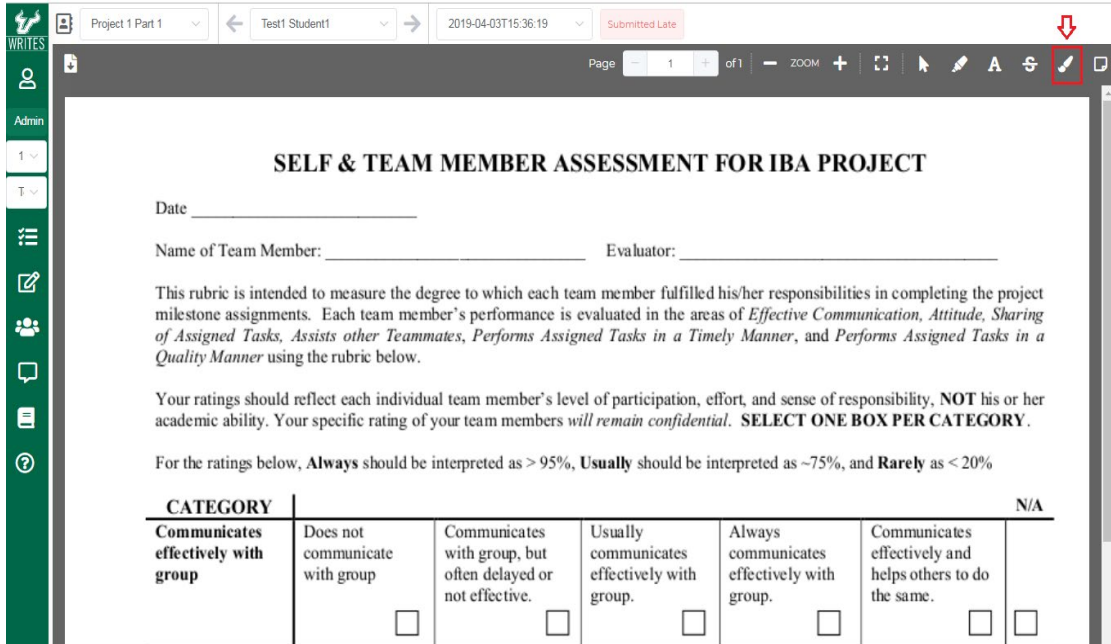 WRITES
Project 1 Part 1
Test1 Student1
2019-04-03T15:36:19
Submitted Late
Page 1 of 1 ZOOM
A S
Admin
1
T
SELF & TEAM MEMBER ASSESSMENT FOR IBA PROJECT
Date ___________________________
Name of Team Member: _______________________________ Evaluator: ______________________________________
This rubric is intended to measure the degree to which each team member fulfilled his/her responsibilities in completing the project
milestone assignments. Each team member's performance is evaluated in the areas of Effective Communication, Attitude, Sharing
of Assigned Tasks, Assists other Teammates, Performs Assigned Tasks in a Timely Manner, and Performs Assigned Tasks in a
Quality Manner using the rubric below.
Your ratings should reflect each individual team member's level of participation, effort, and sense of responsibility, NOT his or her
academic ability. Your specific rating of your team members will remain confidential. SELECT ONE BOX PER CATEGORY.
For the ratings below, Always should be interpreted as > 95%, Usually should be interpreted as ~75%, and Rarely as < 20%
CATEGORY N/A
Communicates
effectively with
group
Does not
communicate
with group
Communicates
with group, but
often delayed or
not effective.
Usually
communicates
effectively with
group.
Always
communicates
effectively with
group.
Communicates
effectively and
helps others to do
the same.